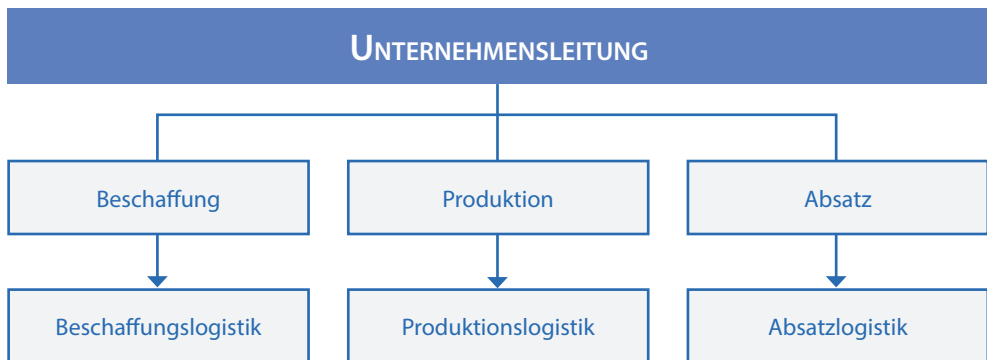 UNTERNEHMENSLEITUNG
Beschaffung
Produktion
Absatz
Beschaffungslogistik
Produktionslogistik
Absatzlogistik